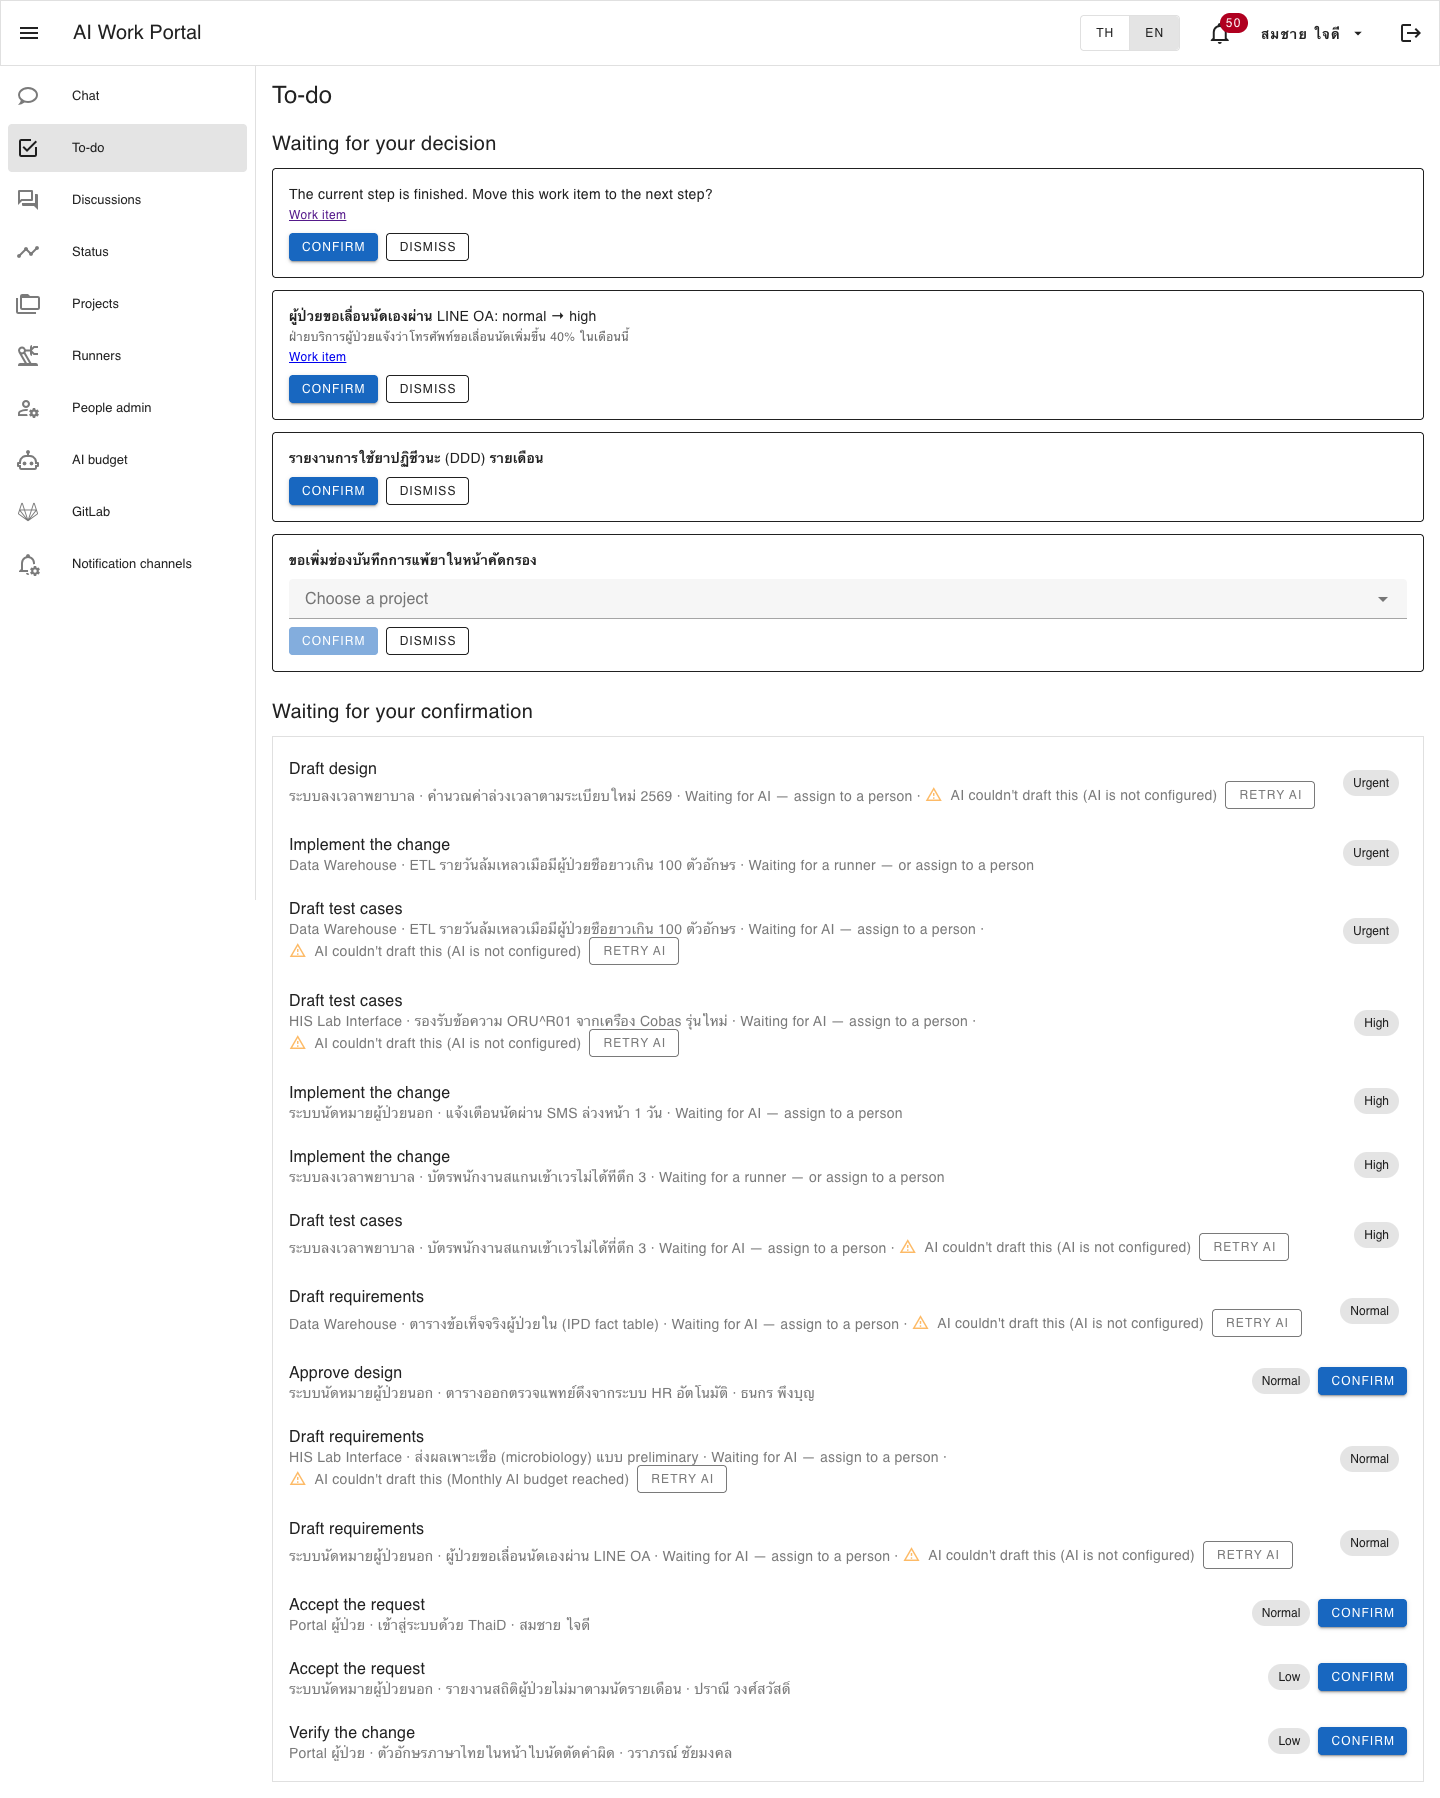 AI Work Portal
TH EN
50
สมชาย ใจดี
Chat
To-do
Discussions
Status
Projects
Runners
People admin
AI budget
GitLab
Notification channels
To-do
Waiting for your decision
The current step is finished. Move this work item to the next step?
Work item
CONFIRM DISMISS
ผู้ป่วยขอเลื่อนนัดเองผ่าน LINE OA: normal → high
ฝ่ายบริการผู้ป่วยแจ้งว่าโทรศัพท์ขอเลื่อนนัดเพิ่มขึ้น 40% ในเดือนนี้
Work item
CONFIRM DISMISS
รายงานการใช้ยาปฏิชีวนะ (DDD) รายเดือน
CONFIRM DISMISS
ขอเพิ่มช่องบันทึกการแพ้ยาในหน้าคัดกรอง
Choose a project
CONFIRM DISMISS
Waiting for your confirmation
Draft design
ระบบลงเวลาพยาบาล · คำนวณค่าล่วงเวลาตามระเบียบใหม่ 2569 · Waiting for AI — assign to a person · AI couldn't draft this (AI is not configured) RETRY AI
Urgent
Implement the change
Data Warehouse · ETL รายวันล้มเหลวเมื่อมีผู้ป่วยชื่อยาวเกิน 100 ตัวอักษร · Waiting for a runner — or assign to a person
Urgent
Draft test cases
Data Warehouse · ETL รายวันล้มเหลวเมื่อมีผู้ป่วยชื่อยาวเกิน 100 ตัวอักษร · Waiting for AI — assign to a person ·
AI couldn't draft this (AI is not configured) RETRY AI
Urgent
Draft test cases
HIS Lab Interface · รองรับข้อความ ORU^R01 จากเครื่อง Cobas รุ่นใหม่ · Waiting for AI — assign to a person ·
AI couldn't draft this (AI is not configured) RETRY AI
High
Implement the change
ระบบนัดหมายผู้ป่วยนอก · แจ้งเตือนนัดผ่าน SMS ล่วงหน้า 1 วัน · Waiting for AI — assign to a person
High
Implement the change
ระบบลงเวลาพยาบาล · บัตรพนักงานสแกนเข้าเวรไม่ได้ที่ตึก 3 · Waiting for a runner — or assign to a person
High
Draft test cases
ระบบลงเวลาพยาบาล · บัตรพนักงานสแกนเข้าเวรไม่ได้ที่ตึก 3 · Waiting for AI — assign to a person · AI couldn't draft this (AI is not configured) RETRY AI
High
Draft requirements
Data Warehouse · ตารางข้อเท็จจริงผู้ป่วยใน (IPD fact table) · Waiting for AI — assign to a person · AI couldn't draft this (AI is not configured) RETRY AI
Normal
Approve design
ระบบนัดหมายผู้ป่วยนอก · ตารางออกตรวจแพทย์ดึงจากระบบ HR อัตโนมัติ · ธนกร พึ่งบุญ
Normal CONFIRM
Draft requirements
HIS Lab Interface · ส่งผลเพาะเชื้อ (microbiology) แบบ preliminary · Waiting for AI — assign to a person ·
AI couldn't draft this (Monthly AI budget reached) RETRY AI
Normal
Draft requirements
ระบบนัดหมายผู้ป่วยนอก · ผู้ป่วยขอเลื่อนนัดเองผ่าน LINE OA · Waiting for AI — assign to a person · AI couldn't draft this (AI is not configured) RETRY AI
Normal
Accept the request
Portal ผู้ป่วย · เข้าสู่ระบบด้วย ThaiD · สมชาย ใจดี
Normal CONFIRM
Accept the request
ระบบนัดหมายผู้ป่วยนอก · รายงานสถิติผู้ป่วยไม่มาตามนัดรายเดือน · ปราณี วงศ์สวัสดิ์
Low CONFIRM
Verify the change
Portal ผู้ป่วย · ตัวอักษรภาษาไทยในหน้าใบนัดตัดคำผิด · วราภรณ์ ชัยมงคล
Low CONFIRM